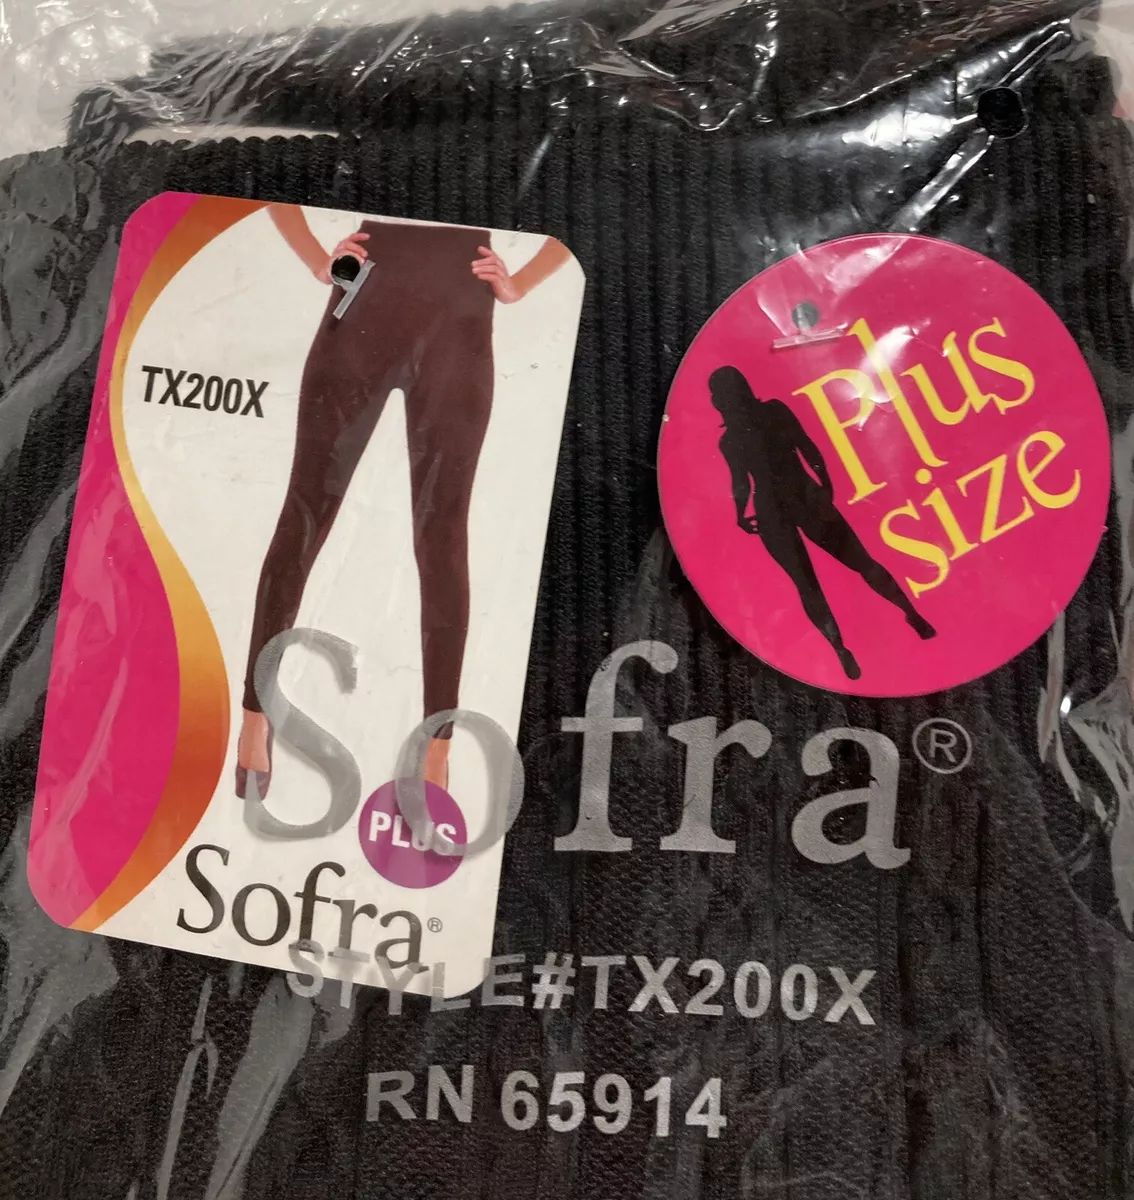 TX200X
Plus
size
PLUS
Sofra®
Sofra®
STYLE#TX200X
RN 65914